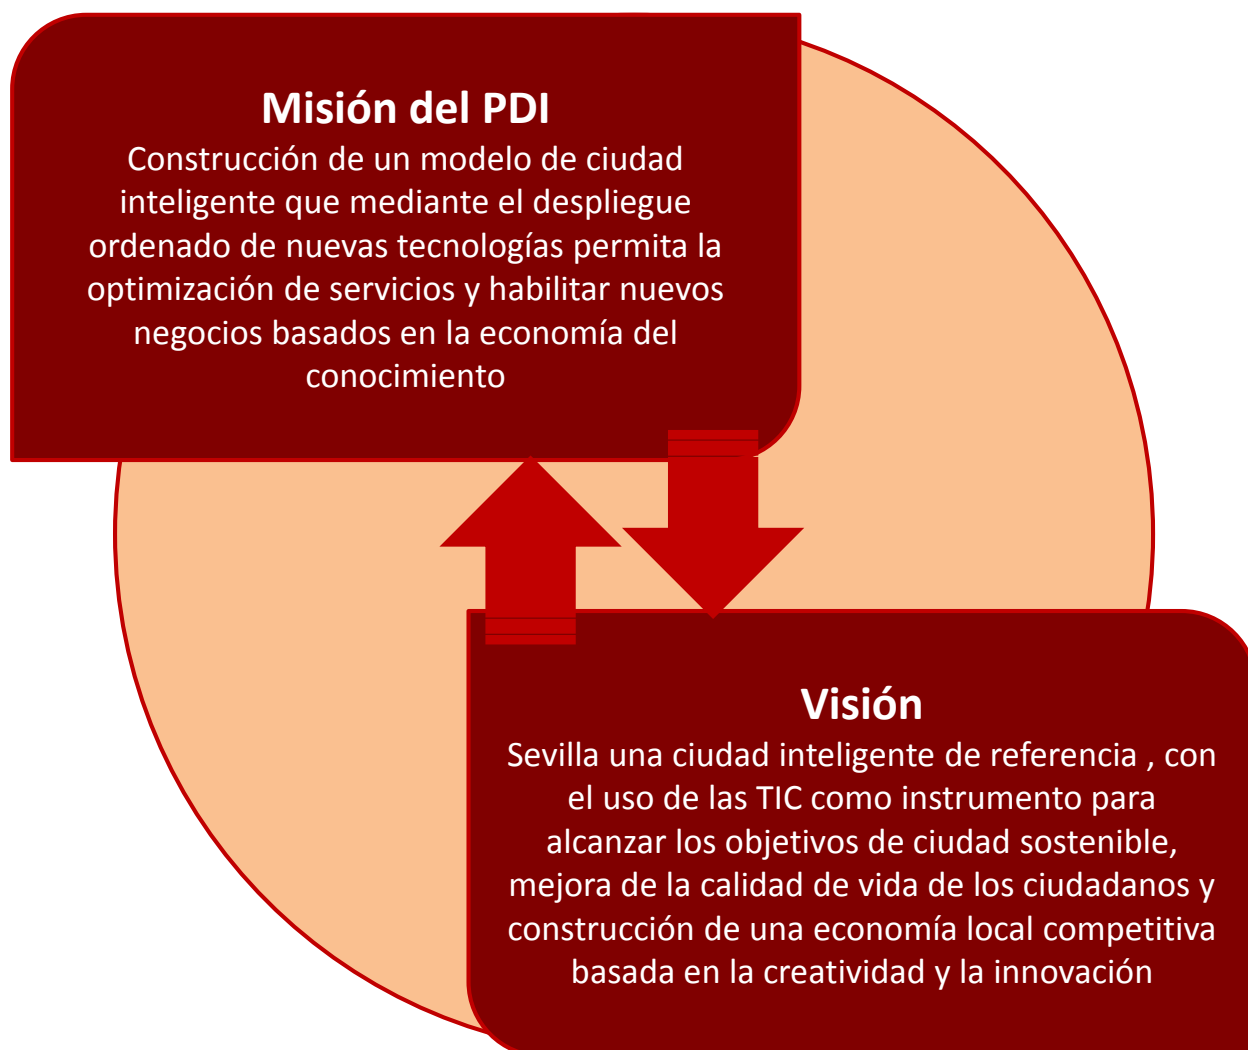 Misión del PDI
Construcción de un modelo de ciudad
inteligente que mediante el despliegue
ordenado de nuevas tecnologías permita la
optimización de servicios y habilitar nuevos
negocios basados en la economía del
conocimiento
Visión
Sevilla una ciudad inteligente de referencia , con
el uso de las TIC como instrumento para
alcanzar los objetivos de ciudad sostenible,
mejora de la calidad de vida de los ciudadanos y
construcción de una economía local competitiva
basada en la creatividad y la innovación